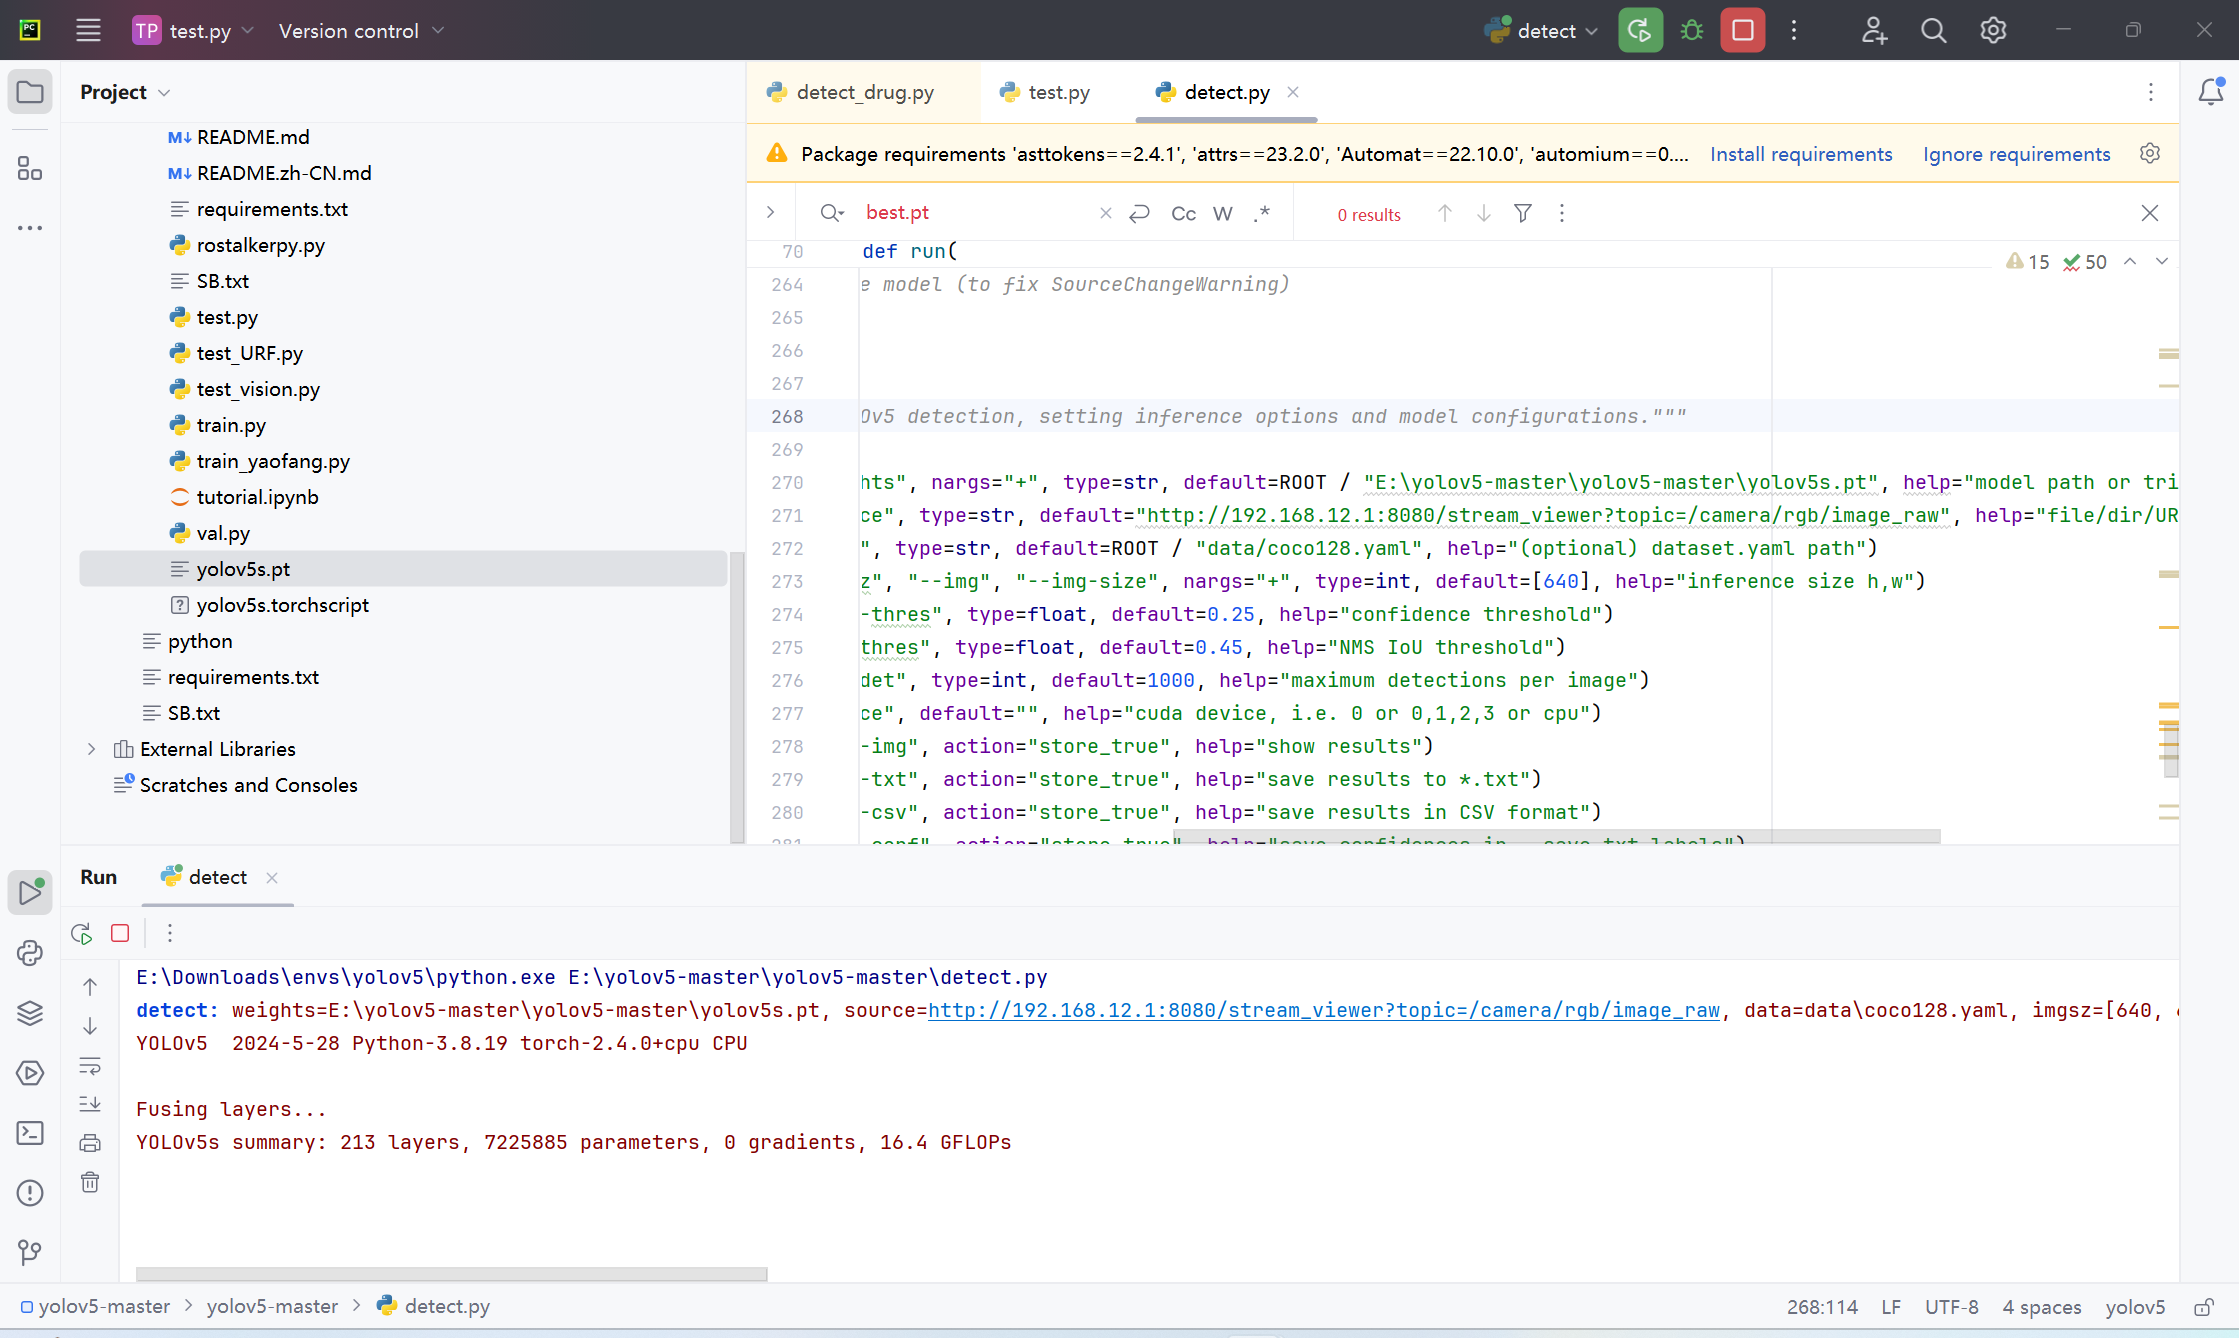 PC
TP test.py
Version control
detect
Project
README.md
README.zh-CN.md
requirements.txt
rostalkerpy.py
SB.txt
test.py
test_URF.py
test_vision.py
train.py
train_yaofang.py
tutorial.ipynb
val.py
yolov5s.pt
yolov5s.torchscript
python
requirements.txt
SB.txt
External Libraries
Scratches and Consoles
detect_drug.py
test.py
detect.py
Package requirements 'asttokens==2.4.1', 'attrs==23.2.0', 'Automat==22.10.0', 'automium==0.... Install requirements Ignore requirements
best.pt Cc W .* 0 results
15 50
70 def run(
264 e model (to fix SourceChangeWarning)
265
266
267
268 Ov5 detection, setting inference options and model configurations."""
269
270 hts", nargs="+", type=str, default=ROOT / "E:\yolov5-master\yolov5-master\yolov5s.pt", help="model path or tri
271 ce", type=str, default="http://192.168.12.1:8080/stream_viewer?topic=/camera/rgb/image_raw", help="file/dir/UR
272 ", type=str, default=ROOT / "data/coco128.yaml", help="(optional) dataset.yaml path")
273 z", "--img", "--img-size", nargs="+", type=int, default=[640], help="inference size h,w")
274 -thres", type=float, default=0.25, help="confidence threshold")
275 thres", type=float, default=0.45, help="NMS IoU threshold")
276 det", type=int, default=1000, help="maximum detections per image")
277 ce", default="", help="cuda device, i.e. 0 or 0,1,2,3 or cpu")
278 -img", action="store_true", help="show results")
279 -txt", action="store_true", help="save results to *.txt")
280 -csv", action="store_true", help="save results in CSV format")
281 -conf", action="store_true", help="save confidences in --save-txt labels")
Run detect
E:\Downloads\envs\yolov5\python.exe E:\yolov5-master\yolov5-master\detect.py
detect: weights=E:\yolov5-master\yolov5-master\yolov5s.pt, source=http://192.168.12.1:8080/stream_viewer?topic=/camera/rgb/image_raw, data=data\coco128.yaml, imgsz=[640,
YOLOv5 2024-5-28 Python-3.8.19 torch-2.4.0+cpu CPU
Fusing layers...
YOLOv5s summary: 213 layers, 7225885 parameters, 0 gradients, 16.4 GFLOPs
yolov5-master > yolov5-master > detect.py
268:114 LF UTF-8 4 spaces yolov5